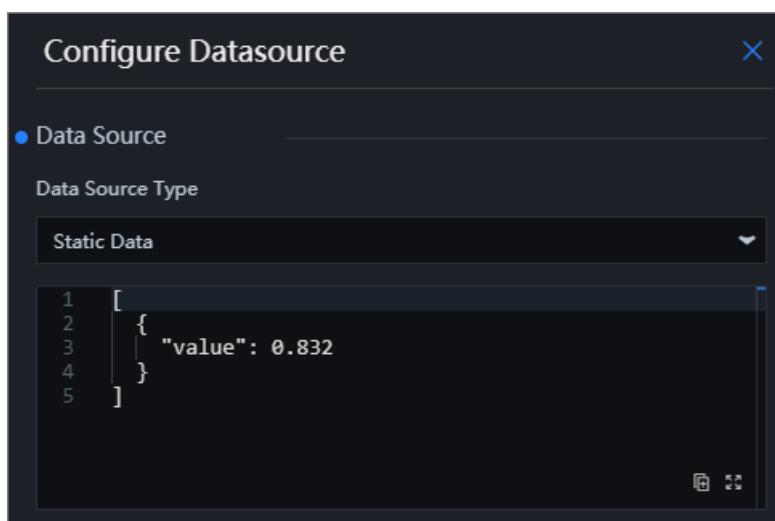 Configure Datasource
Data Source
Data Source Type
Static Data
1 [
2 {
3 "value": 0.832
4 }
5 ]